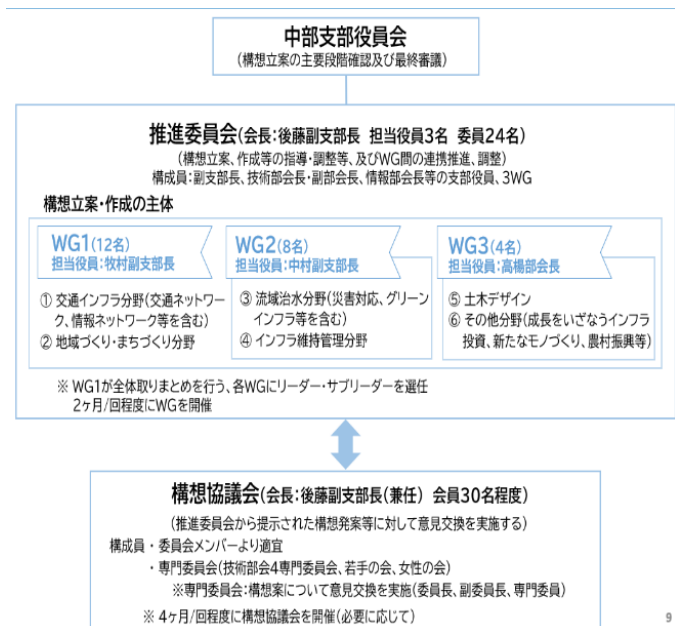 中部支部役員会
(構想立案の主要段階確認及び最終審議)
推進委員会(会長:後藤副支部長 担当役員3名 委員24名)
(構想立案、作成等の指導・調整等、及びWG間の連携推進、調整)
構成員:副支部長、技術部会長・副部会長、情報部会長等の支部役員、3WG
構想立案・作成の主体
WG1(12名)
担当役員:牧村副支部長
① 交通インフラ分野(交通ネットワー
ク、情報ネットワーク等を含む)
② 地域づくり・まちづくり分野
WG2(8名)
担当役員:中村副支部長
③ 流域治水分野(災害対応、グリーン
インフラ等を含む)
④ インフラ維持管理分野
WG3(4名)
担当役員:高橋部会長
⑤ 土木デザイン
⑥ その他分野(成長をいざなうインフラ
投資、新たなモノづくり、農村振興等)
※ WG1が全体取りまとめを行う、各WGにリーダー・サブリーダーを選任
2ヶ月/回程度にWGを開催
構想協議会(会長:後藤副支部長(兼任) 会員30名程度)
(推進委員会から提示された構想発案等に対して意見交換を実施する)
構成員・委員会メンバーより適宜
・専門委員会(技術部会4専門委員会、若手の会、女性の会)
※専門委員会:構想案について意見交換を実施(委員長、副委員長、専門委員)
※ 4ヶ月/回程度に構想協議会を開催(必要に応じて)
9